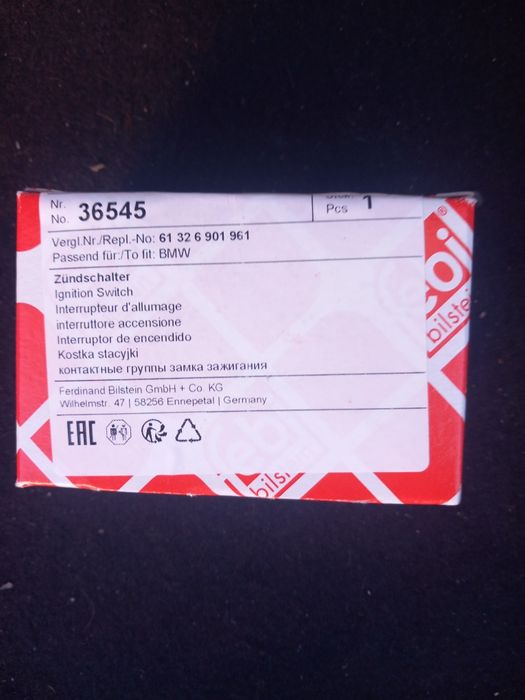 Nr.
No. 36545
Pcs 1
Vergl.Nr./Repl.-No: 61 32 6 901 961
Passend für:/To fit: BMW
Zündschalter
Ignition Switch
Interrupteur d'allumage
interruttore accensione
Interruptor de encendido
Kostka stacyjki
контактные группы замка зажигания
Ferdinand Bilstein GmbH + Co. KG
Wilhelmstr. 47 | 58256 Ennepetal | Germany
EAC